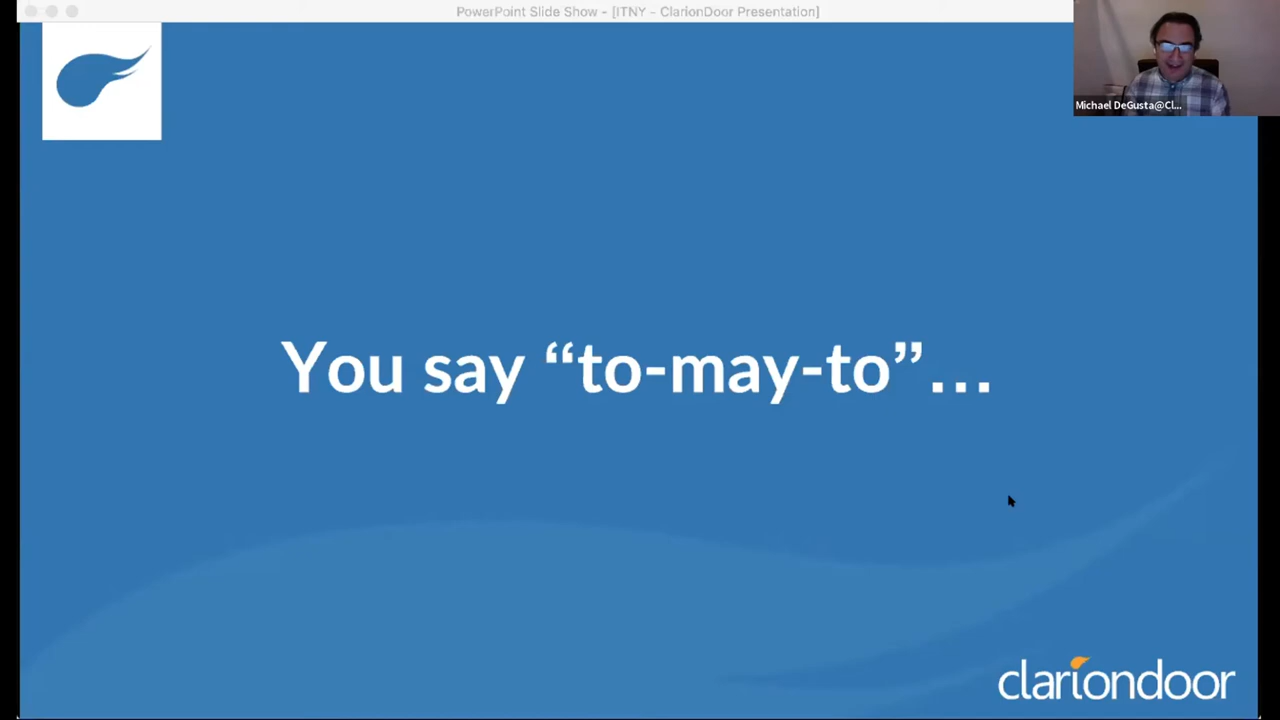 PowerPoint Slide Show - [ITNY - ClarionDoor Presentation]
Michael DeGusta@Cl...
You say “to-may-to”...
clariondoor